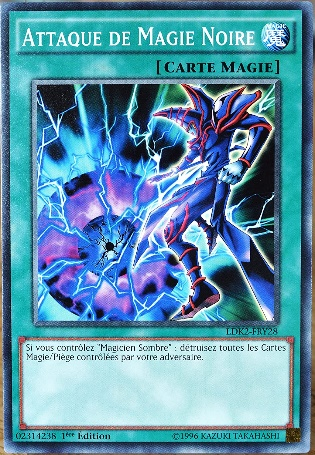 Attaque de Magie Noire
[Carte Magie]
LDK2-FRY28
Si vous contrôlez "Magicien Sombre" : détruisez toutes les Cartes
Magie/Piège contrôlées par votre adversaire.
02314238 1ère Edition ©1996 KAZUKI TAKAHASHI